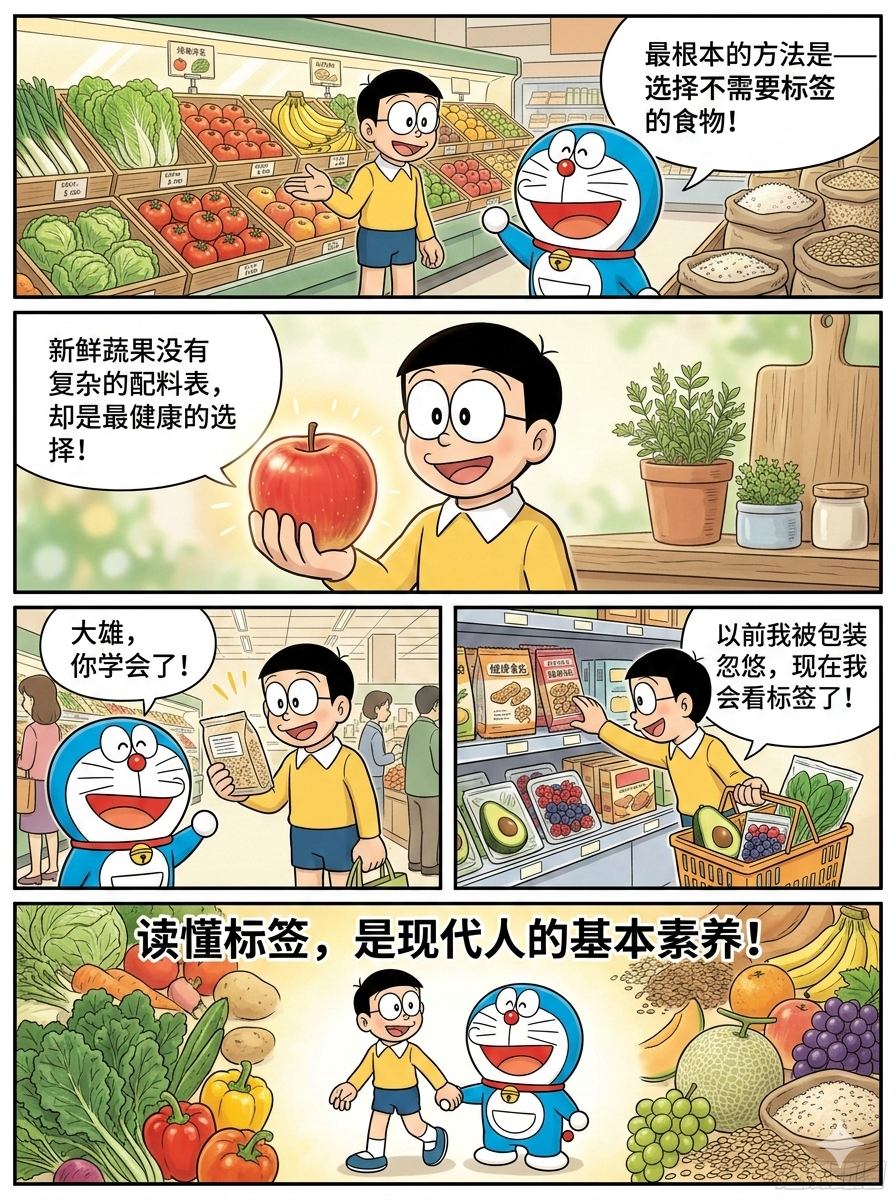 最根本的方法是——
选择不需要标签
的食物！
新鲜蔬果没有
复杂的配料表，
却是最健康的选
择！
大雄，
你学会了！
以前我被包装
忽悠，现在我
会看标签了！
读懂标签，是现代人的基本素养！